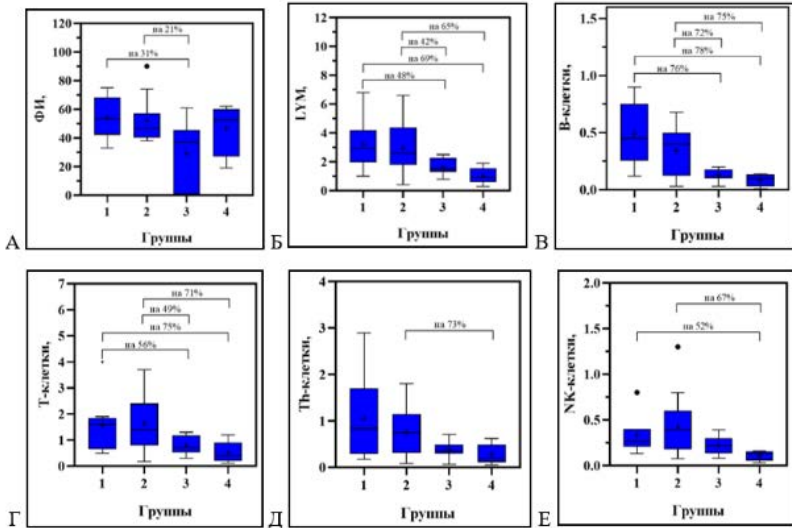 120
100
80
60
40
20
0
ФИ,
на 21%
на 31%
1 2 3 4
Группы
А
12
10
8
6
4
2
0
LYM,
на 65%
на 42%
на 69%
на 48%
1 2 3 4
Группы
Б
1.5
1.0
0.5
0.0
В-клетки,
на 75%
на 72%
на 78%
на 76%
1 2 3 4
Группы
В
7
6
5
4
3
2
1
0
Т-клетки,
на 71%
на 49%
на 75%
на 56%
1 2 3 4
Группы
Г
4
3
2
1
0
Th-клетки,
на 73%
1 2 3 4
Группы
Д
2.0
1.5
1.0
0.5
0.0
NK-клетки,
на 67%
на 52%
1 2 3 4
Группы
Е